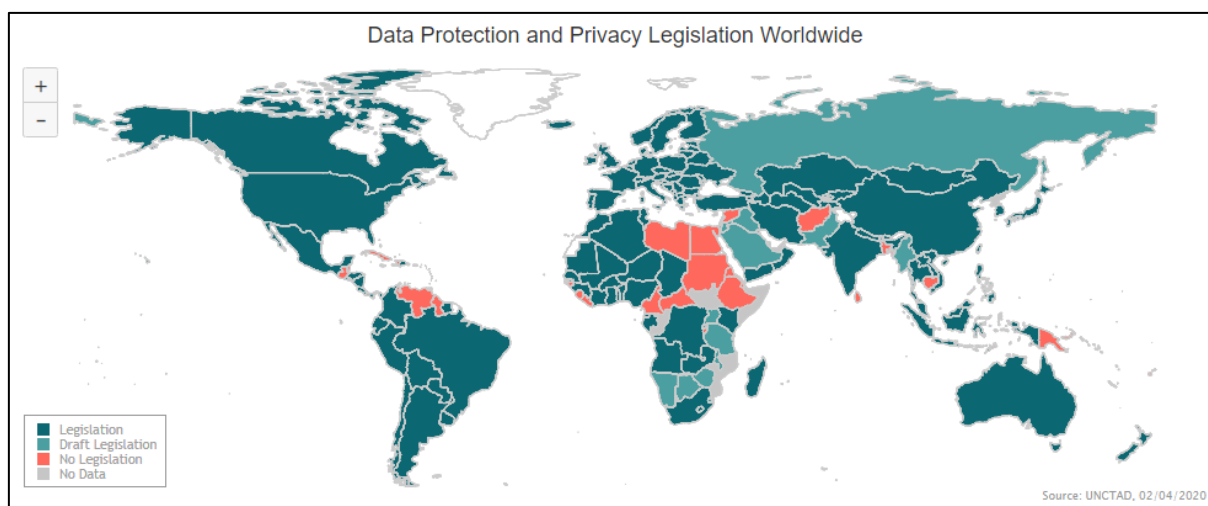 Data Protection and Privacy Legislation Worldwide
+
−
Legislation
Draft Legislation
No Legislation
No Data
Source: UNCTAD, 02/04/2020